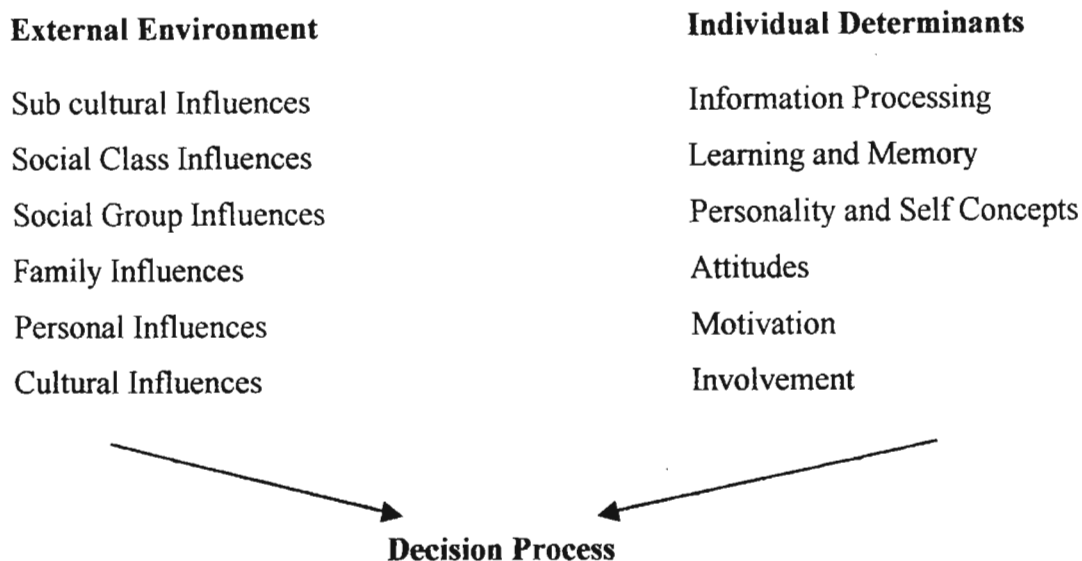 External Environment
Sub cultural Influences
Social Class Influences
Social Group Influences
Family Influences
Personal Influences
Cultural Influences
Individual Determinants
Information Processing
Learning and Memory
Personality and Self Concepts
Attitudes
Motivation
Involvement
Decision Process